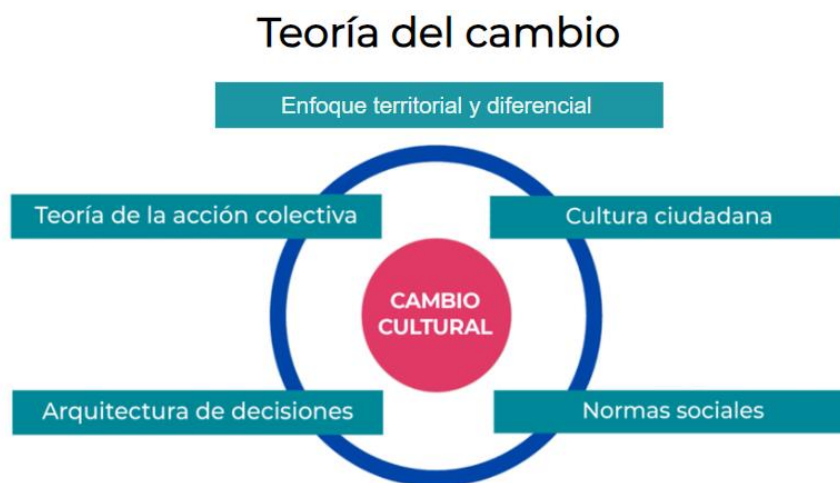 Teoría del cambio
Enfoque territorial y diferencial
Teoría de la acción colectiva
Cultura ciudadana
CAMBIO
CULTURAL
Arquitectura de decisiones
Normas sociales